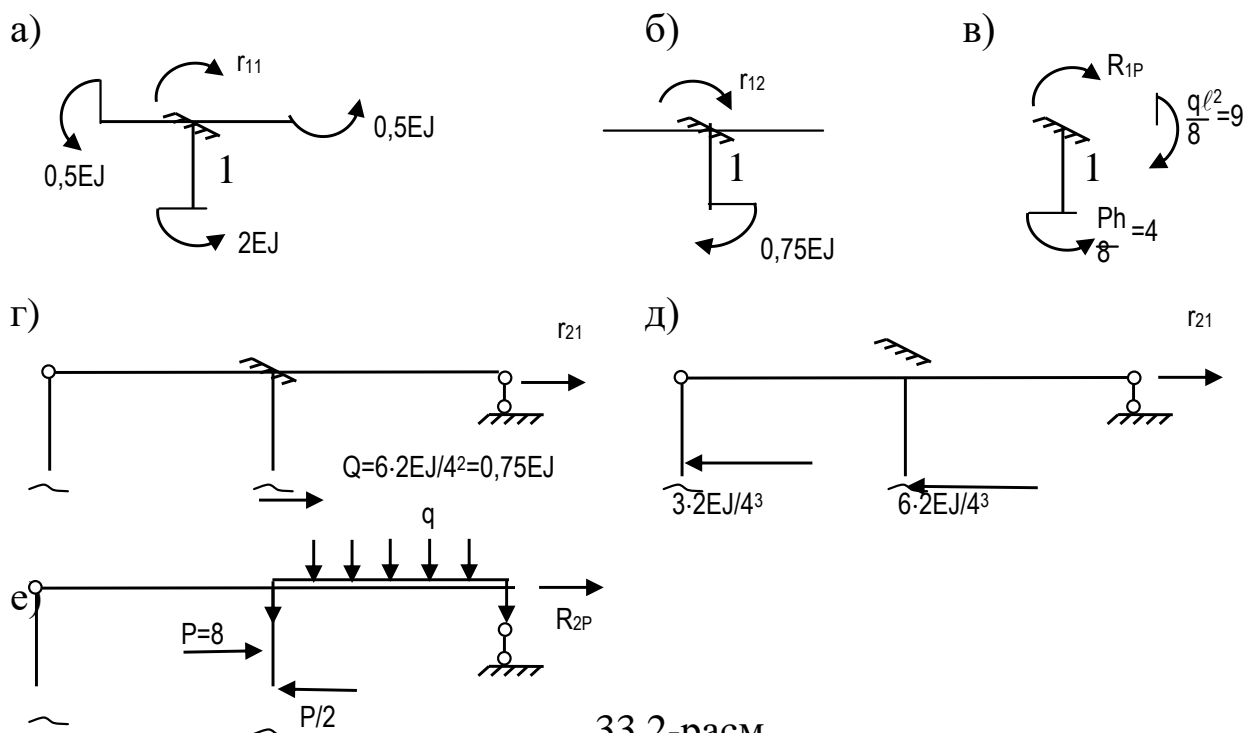 а)
r11
0,5EJ
0,5EJ
1
2EJ
б)
r12
1
0,75EJ
в)
R1P
qℓ²/8=9
1
Ph/8=4
г)
r21
Q=6·2EJ/4²=0,75EJ
д)
r21
3·2EJ/4³
6·2EJ/4³
q
е)
R2P
P=8
P/2
33.2-расм